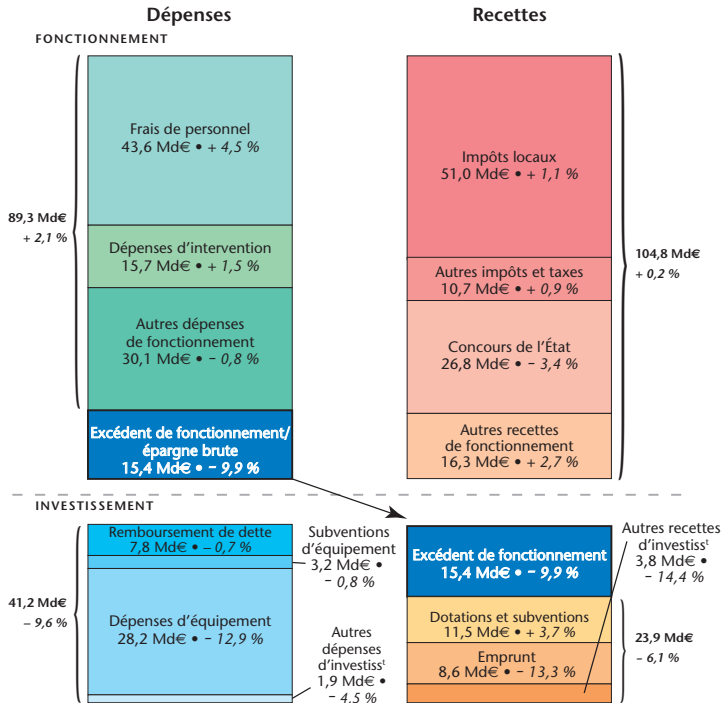 Dépenses
Recettes
FONCTIONNEMENT
Frais de personnel
43,6 Md€ • + 4,5 %
Dépenses d'intervention
15,7 Md€ • + 1,5 %
Autres dépenses
de fonctionnement
30,1 Md€ • – 0,8 %
89,3 Md€
+ 2,1 %
Excédent de fonctionnement/
épargne brute
15,4 Md€ • – 9,9 %
Impôts locaux
51,0 Md€ • + 1,1 %
Autres impôts et taxes
10,7 Md€ • + 0,9 %
Concours de l'État
26,8 Md€ • – 3,4 %
Autres recettes
de fonctionnement
16,3 Md€ • + 2,7 %
104,8 Md€
+ 0,2 %
INVESTISSEMENT
Remboursement de dette
7,8 Md€ • – 0,7 %
Subventions
d'équipement
3,2 Md€ •
– 0,8 %
Dépenses d'équipement
28,2 Md€ • – 12,9 %
Autres
dépenses
d'investissᵗ
1,9 Md€ •
– 4,5 %
41,2 Md€
– 9,6 %
Excédent de fonctionnement
15,4 Md€ • – 9,9 %
Autres recettes
d'investissᵗ
3,8 Md€ •
– 14,4 %
Dotations et subventions
11,5 Md€ • + 3,7 %
Emprunt
8,6 Md€ • – 13,3 %
23,9 Md€
– 6,1 %